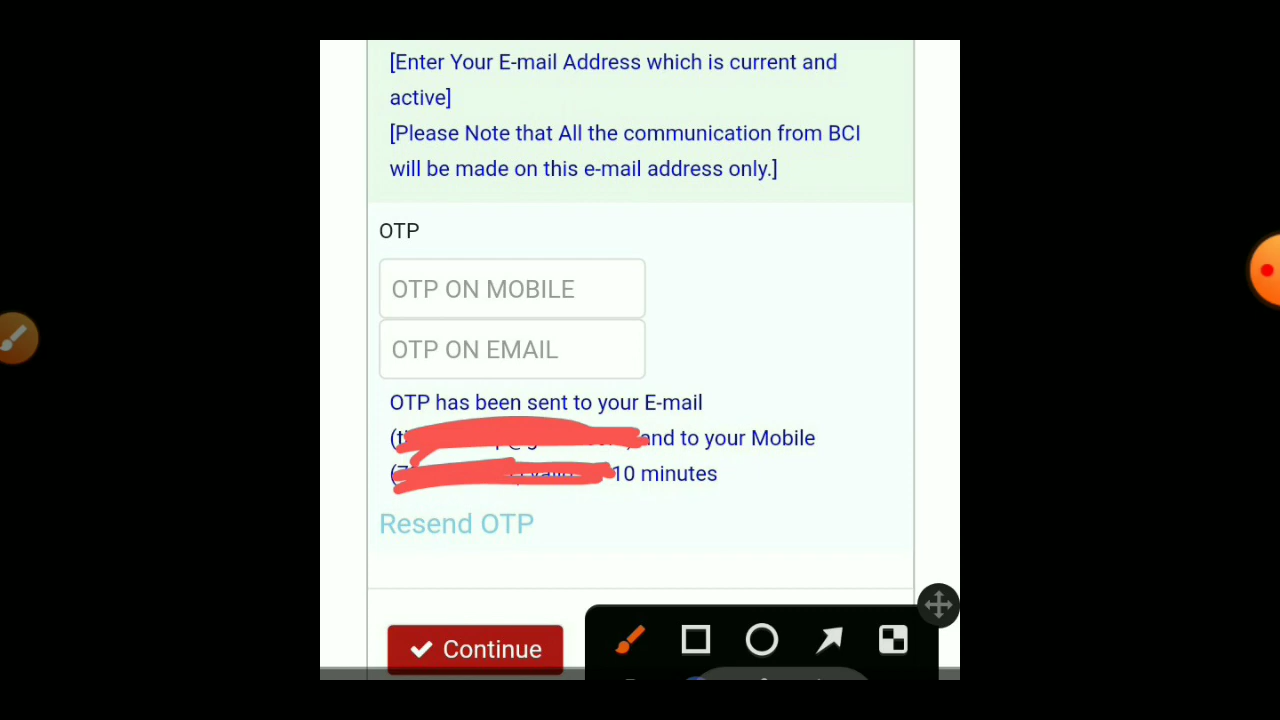 [Enter Your E-mail Address which is current and
active]
[Please Note that All the communication from BCI
will be made on this e-mail address only.]
OTP
OTP ON MOBILE
OTP ON EMAIL
OTP has been sent to your E-mail
and to your Mobile
10 minutes
Resend OTP
Continue